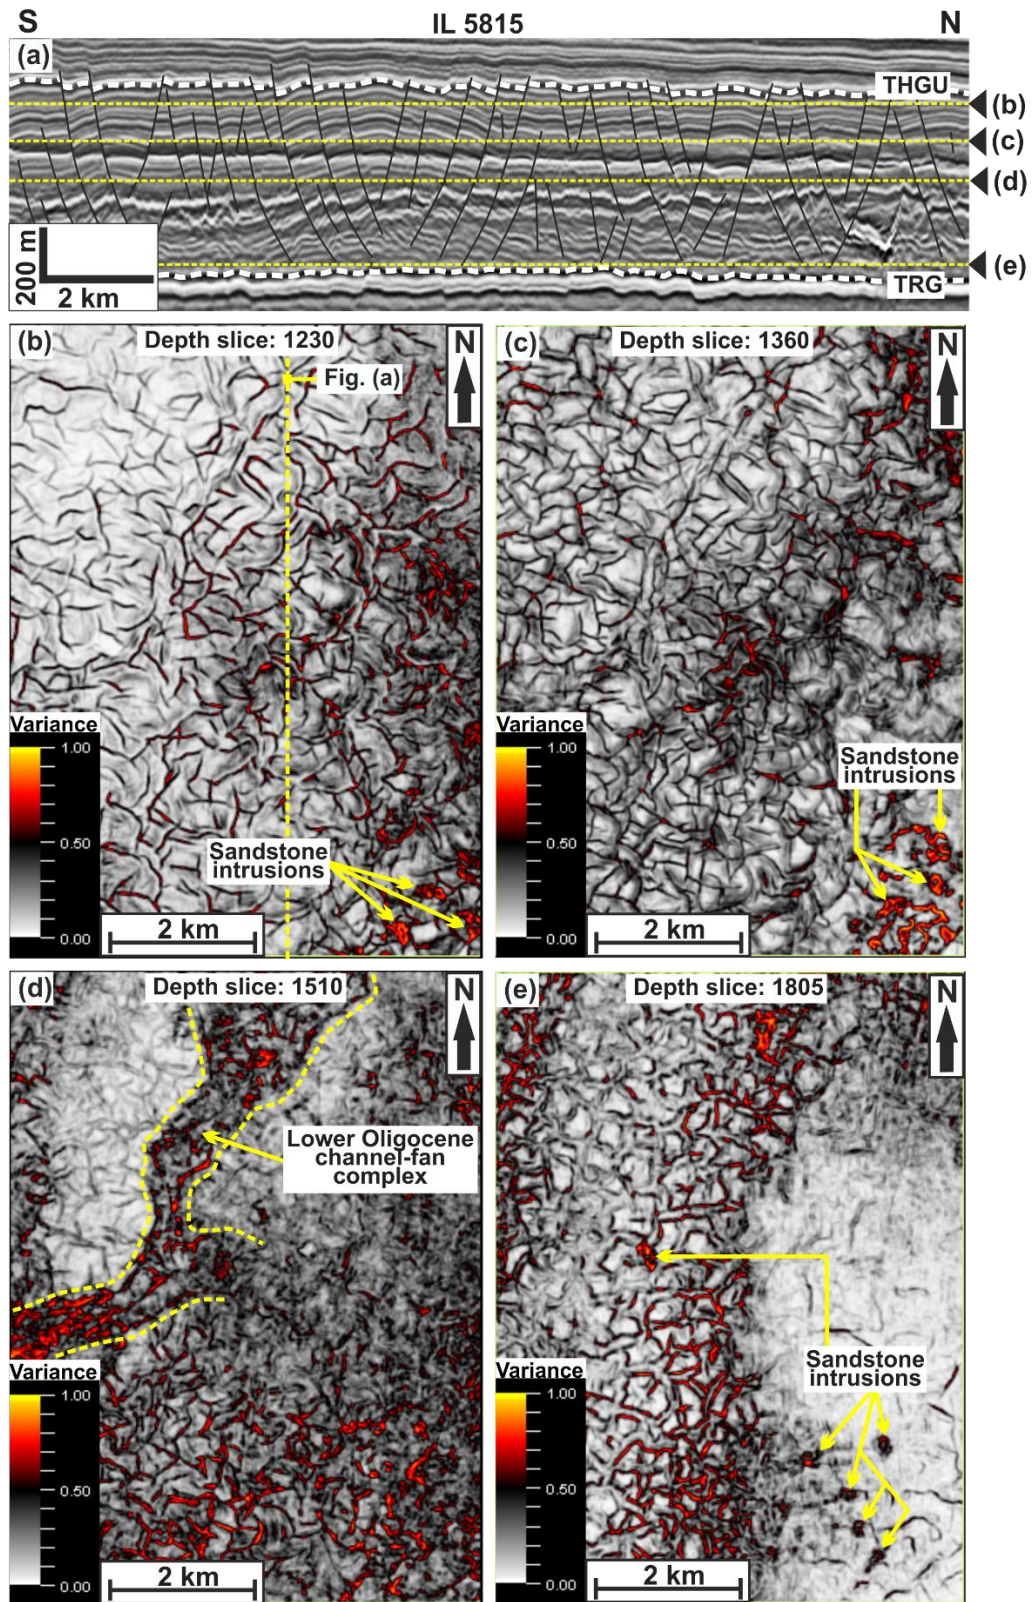 S IL 5815 N
(a)
THGU
(b)
(c)
(d)
(e)
TRG
200 m
2 km
(b) Depth slice: 1230 N
Fig. (a)
Variance
1.00
0.50
0.00
Sandstone
intrusions
2 km
(c) Depth slice: 1360 N
Variance
1.00
0.50
0.00
Sandstone
intrusions
2 km
(d) Depth slice: 1510 N
Lower Oligocene
channel-fan
complex
Variance
1.00
0.50
0.00
2 km
(e) Depth slice: 1805 N
Sandstone
intrusions
Variance
1.00
0.50
0.00
2 km